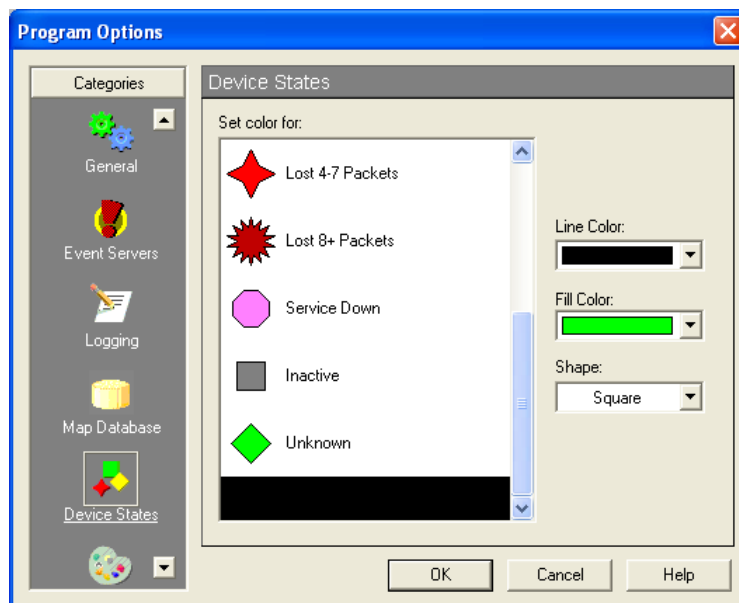 Program Options
Categories
General
Event Servers
Logging
Map Database
Device States
Device States
Set color for:
Lost 4-7 Packets
Lost 8+ Packets
Service Down
Inactive
Unknown
Line Color:
Fill Color:
Shape:
Square
OK
Cancel
Help